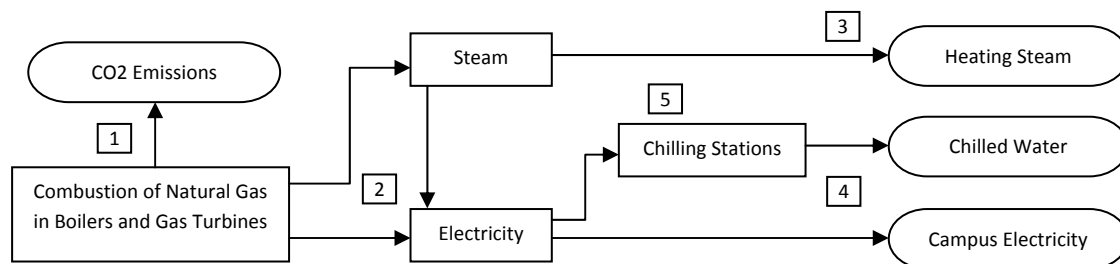 3
Steam
Heating Steam
CO2 Emissions
5
1
Chilling Stations
Chilled Water
Combustion of Natural Gas
in Boilers and Gas Turbines
2
4
Electricity
Campus Electricity